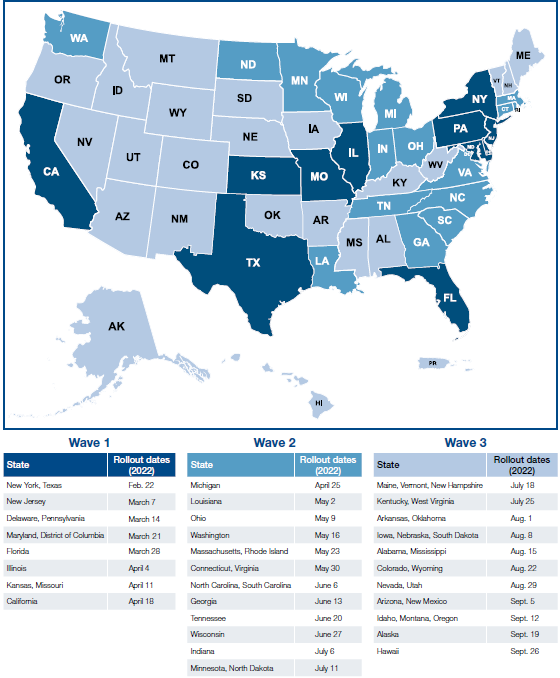 WA
MT
ND
MN
ME
VT
NH
OR
ID
SD
WI
MI
NY
MA
CT
RI
WY
IA
PA
NJ
NE
IL
IN
OH
NV
UT
CO
MD
WV
VA
CA
KS
MO
KY
NC
TN
AZ
NM
OK
AR
SC
MS
AL
GA
TX
LA
FL
AK
PR
HI
Wave 1
State Rollout dates
(2022)
New York, Texas Feb. 22
New Jersey March 7
Delaware, Pennsylvania March 14
Maryland, District of Columbia March 21
Florida March 28
Illinois April 4
Kansas, Missouri April 11
California April 18
Wave 2
State Rollout dates
(2022)
Michigan April 25
Louisiana May 2
Ohio May 9
Washington May 16
Massachusetts, Rhode Island May 23
Connecticut, Virginia May 30
North Carolina, South Carolina June 6
Georgia June 13
Tennessee June 20
Wisconsin June 27
Indiana July 6
Minnesota, North Dakota July 11
Wave 3
State Rollout dates
(2022)
Maine, Vermont, New Hampshire July 18
Kentucky, West Virginia July 25
Arkansas, Oklahoma Aug. 1
Iowa, Nebraska, South Dakota Aug. 8
Alabama, Mississippi Aug. 15
Colorado, Wyoming Aug. 22
Nevada, Utah Aug. 29
Arizona, New Mexico Sept. 5
Idaho, Montana, Oregon Sept. 12
Alaska Sept. 19
Hawaii Sept. 26